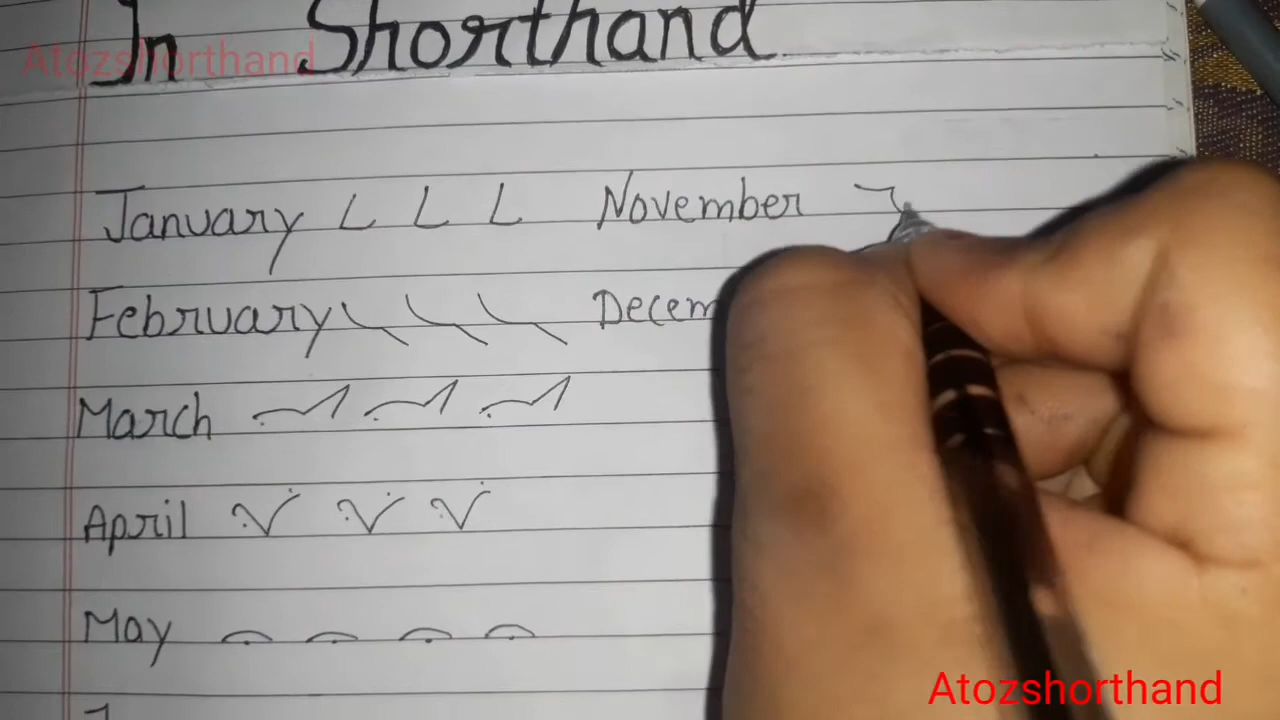 In Shorthand
Atozshorthand
January November
February Decem
March
April
May
Atozshorthand